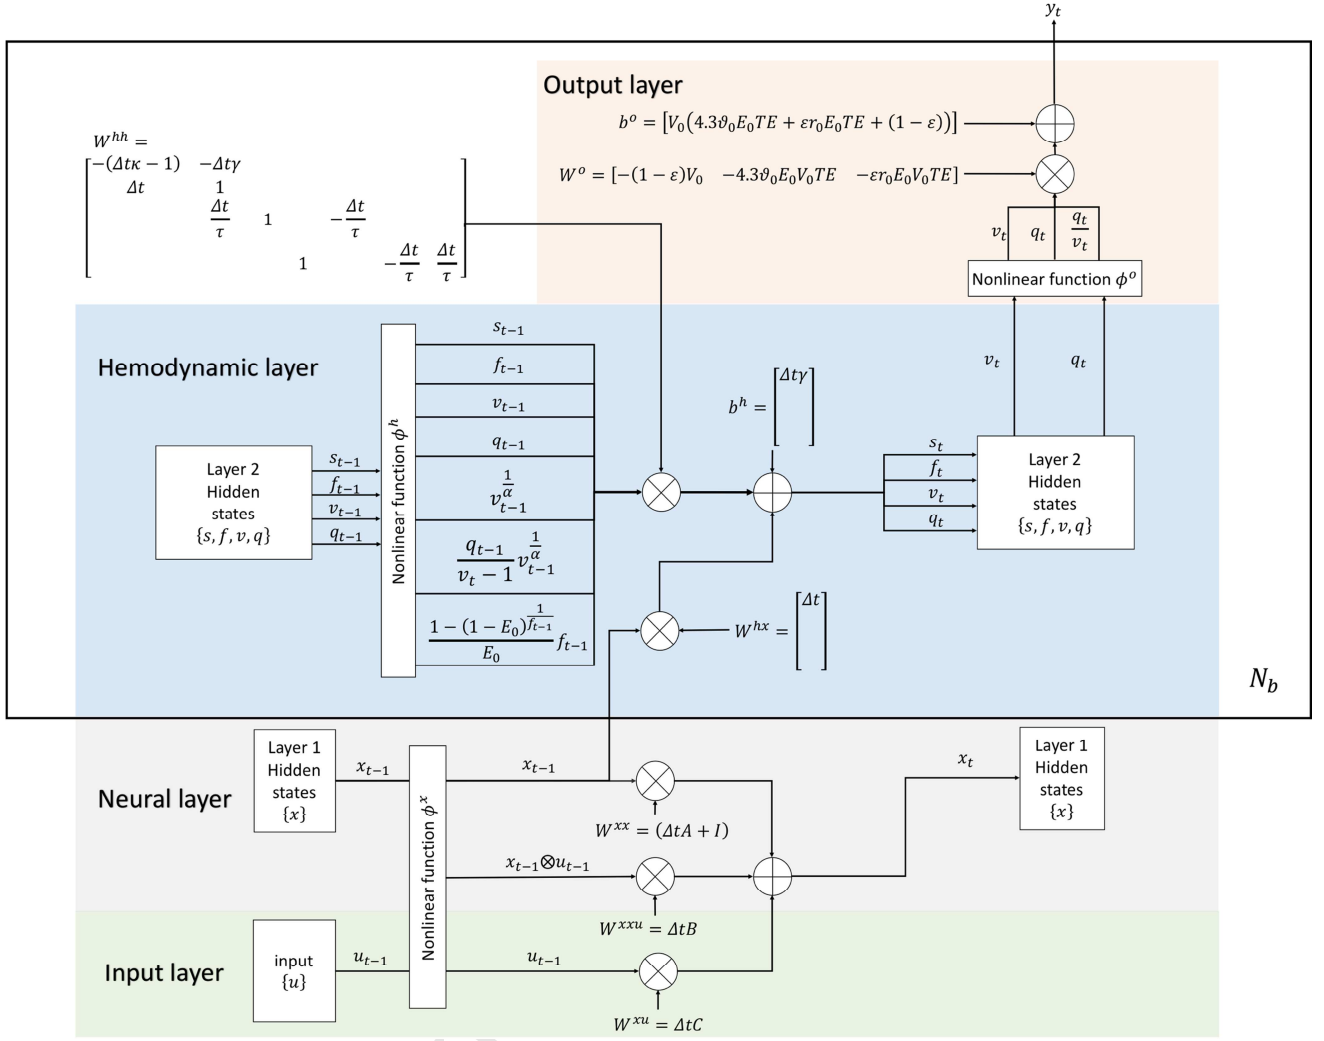 y_t
Output layer
b^o = [V_0(4.3ϑ_0E_0TE + εr_0E_0TE + (1 − ε))]
W^o = [−(1 − ε)V_0 −4.3ϑ_0E_0V_0TE −εr_0E_0V_0TE]
v_t q_t q_t/v_t
Nonlinear function ϕ^o
v_t q_t
W^hh =
−(Δtκ − 1) −Δtγ
Δt 1
Δt/τ 1 −Δt/τ
1 −Δt/τ Δt/τ
Hemodynamic layer
Layer 2
Hidden
states
{s, f, v, q}
s_{t−1}
f_{t−1}
v_{t−1}
q_{t−1}
Nonlinear function ϕ^h
s_{t−1}
f_{t−1}
v_{t−1}
q_{t−1}
v_{t−1}^{1/α}
q_{t−1}/(v_t − 1) v_{t−1}^{1/α}
(1 − (1 − E_0)^{1/f_{t−1}})/E_0 f_{t−1}
b^h = [Δtγ]
W^hx = [Δt]
s_t
f_t
v_t
q_t
Layer 2
Hidden
states
{s, f, v, q}
N_b
Neural layer
Layer 1
Hidden
states
{x}
x_{t−1}
Nonlinear function ϕ^x
x_{t−1}
W^xx = (ΔtA + I)
x_{t−1}⊗u_{t−1}
W^xxu = ΔtB
x_t
Layer 1
Hidden
states
{x}
Input layer
input
{u}
u_{t−1}
u_{t−1}
W^xu = ΔtC